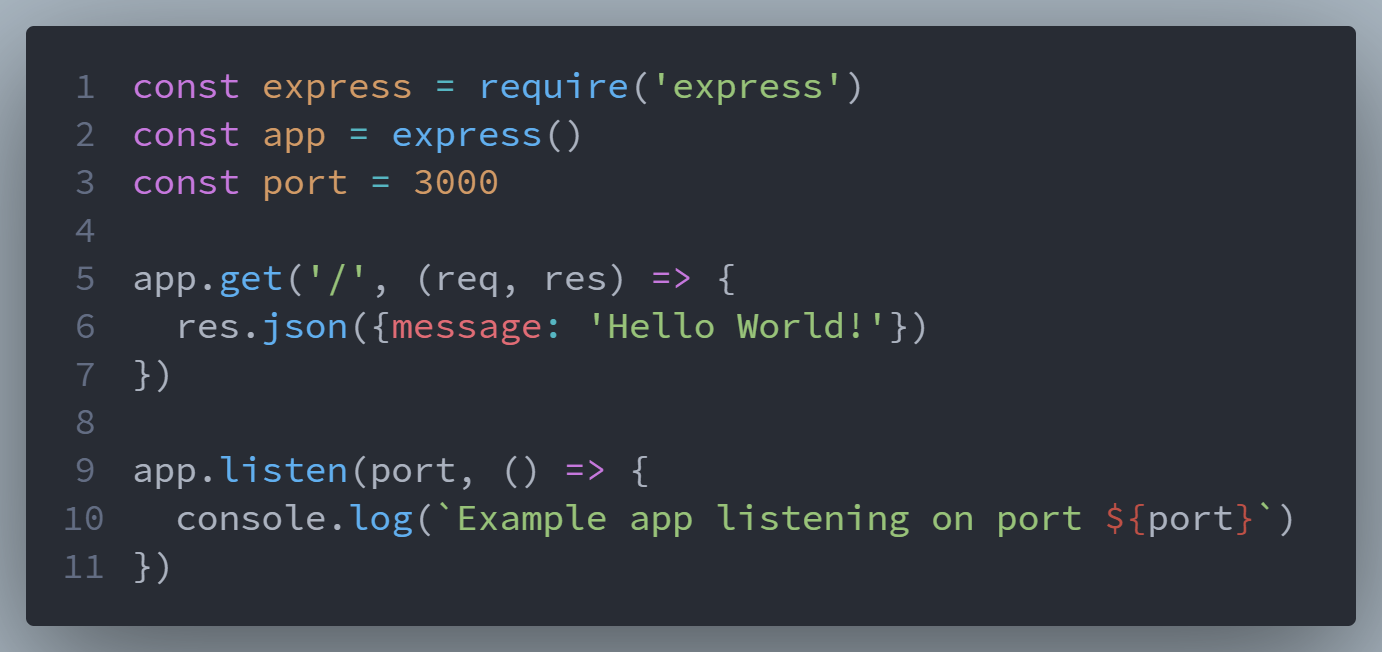 1 const express = require('express')
2 const app = express()
3 const port = 3000
4
5 app.get('/', (req, res) => {
6   res.json({message: 'Hello World!'})
7 })
8
9 app.listen(port, () => {
10   console.log(`Example app listening on port ${port}`)
11 })